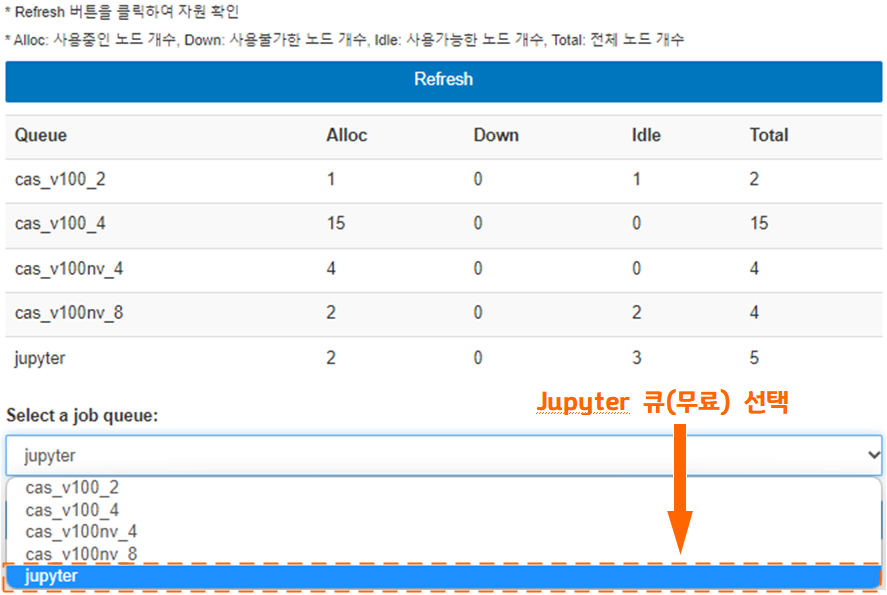 * Refresh 버튼을 클릭하여 자원 확인
* Alloc: 사용중인 노드 개수, Down: 사용불가한 노드 개수, Idle: 사용가능한 노드 개수, Total: 전체 노드 개수
Refresh
Queue Alloc Down Idle Total
cas_v100_2 1 0 1 2
cas_v100_4 15 0 0 15
cas_v100nv_4 4 0 0 4
cas_v100nv_8 2 0 2 4
jupyter 2 0 3 5
Jupyter 큐(무료) 선택
Select a job queue:
jupyter
cas_v100_2
cas_v100_4
cas_v100nv_4
cas_v100nv_8
jupyter